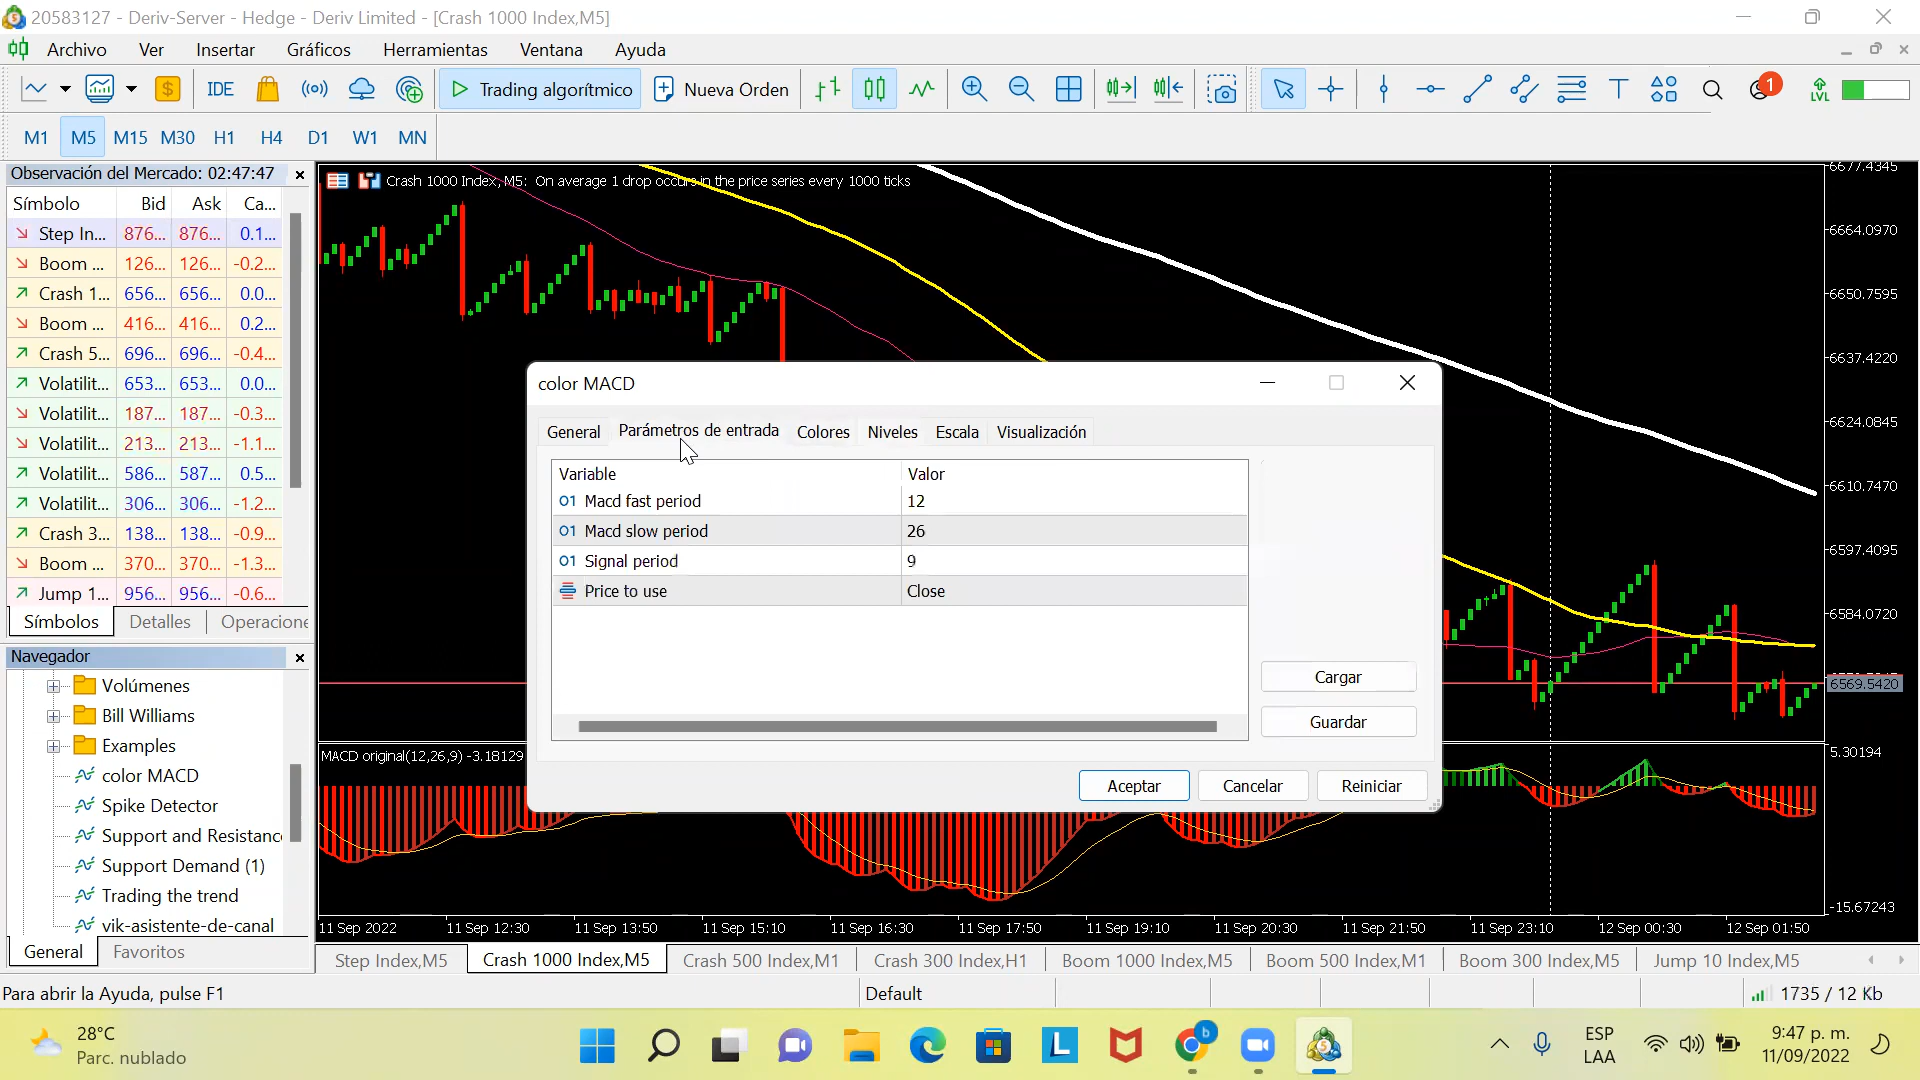 20583127 - Deriv-Server - Hedge - Deriv Limited - [Crash 1000 Index,M5]
Archivo Ver Insertar Gráficos Herramientas Ventana Ayuda
IDE Trading algorítmico Nueva Orden 1 LVL
M1 M5 M15 M30 H1 H4 D1 W1 MN
Observación del Mercado: 02:47:47
Símbolo Bid Ask Ca...
Step In... 876... 876... 0.1...
Boom ... 126... 126... -0.2...
Crash 1... 656... 656... 0.0...
Boom ... 416... 416... 0.2...
Crash 5... 696... 696... -0.4...
Volatilit... 653... 653... 0.0...
Volatilit... 187... 187... -0.3...
Volatilit... 213... 213... -1.1...
Volatilit... 586... 587... 0.5...
Volatilit... 306... 306... -1.2...
Crash 3... 138... 138... -0.9...
Boom ... 370... 370... -1.3...
Jump 1... 956... 956... -0.6...
Símbolos Detalles Operacione
Navegador
Volúmenes
Bill Williams
Examples
color MACD
Spike Detector
Support and Resistanc
Support Demand (1)
Trading the trend
vik-asistente-de-canal
General Favoritos
Crash 1000 Index, M5: On average 1 drop occurs in the price series every 1000 ticks
6677.4345
6664.0970
6650.7595
6637.4220
6624.0845
6610.7470
6597.4095
6584.0720
6569.5420
color MACD
General Parámetros de entrada Colores Niveles Escala Visualización
Variable Valor
Macd fast period 12
Macd slow period 26
Signal period 9
Price to use Close
Cargar
Guardar
Aceptar Cancelar Reiniciar
MACD original(12,26,9) -3.18129
5.30194
-15.67243
11 Sep 2022 11 Sep 12:30 11 Sep 13:50 11 Sep 15:10 11 Sep 16:30 11 Sep 17:50 11 Sep 19:10 11 Sep 20:30 11 Sep 21:50 11 Sep 23:10 12 Sep 00:30 12 Sep 01:50
Step Index,M5 Crash 1000 Index,M5 Crash 500 Index,M1 Crash 300 Index,H1 Boom 1000 Index,M5 Boom 500 Index,M1 Boom 300 Index,M5 Jump 10 Index,M5
Para abrir la Ayuda, pulse F1 Default 1735 / 12 Kb
28°C
Parc. nublado
ESP
LAA
9:47 p. m.
11/09/2022